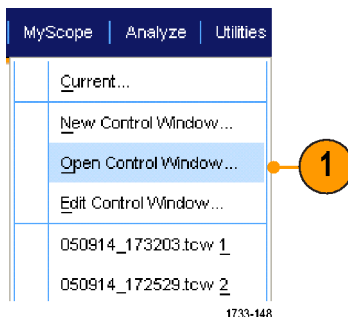 MyScope | Analyze | Utilities
Current...
New Control Window...
Open Control Window...
1
Edit Control Window...
050914_173203.tcw 1
050914_172529.tcw 2
1733-148